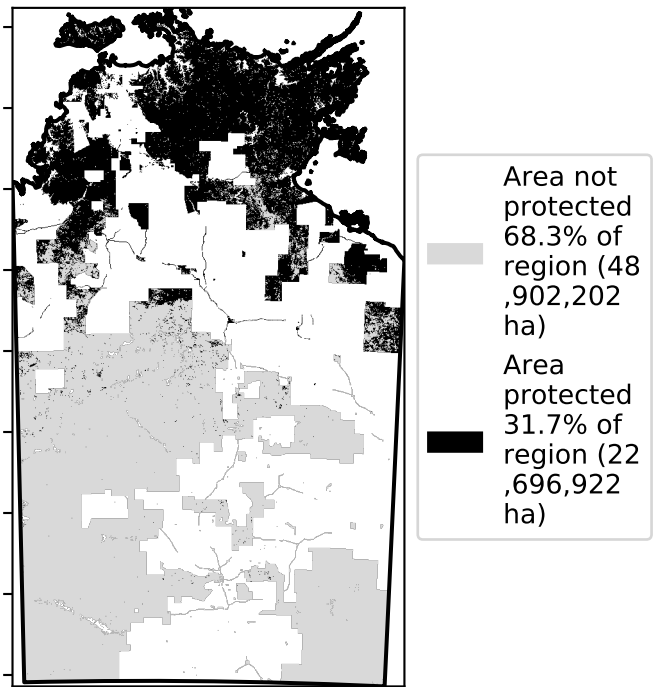 Area not
protected
68.3% of
region (48
,902,202
ha)
Area
protected
31.7% of
region (22
,696,922
ha)